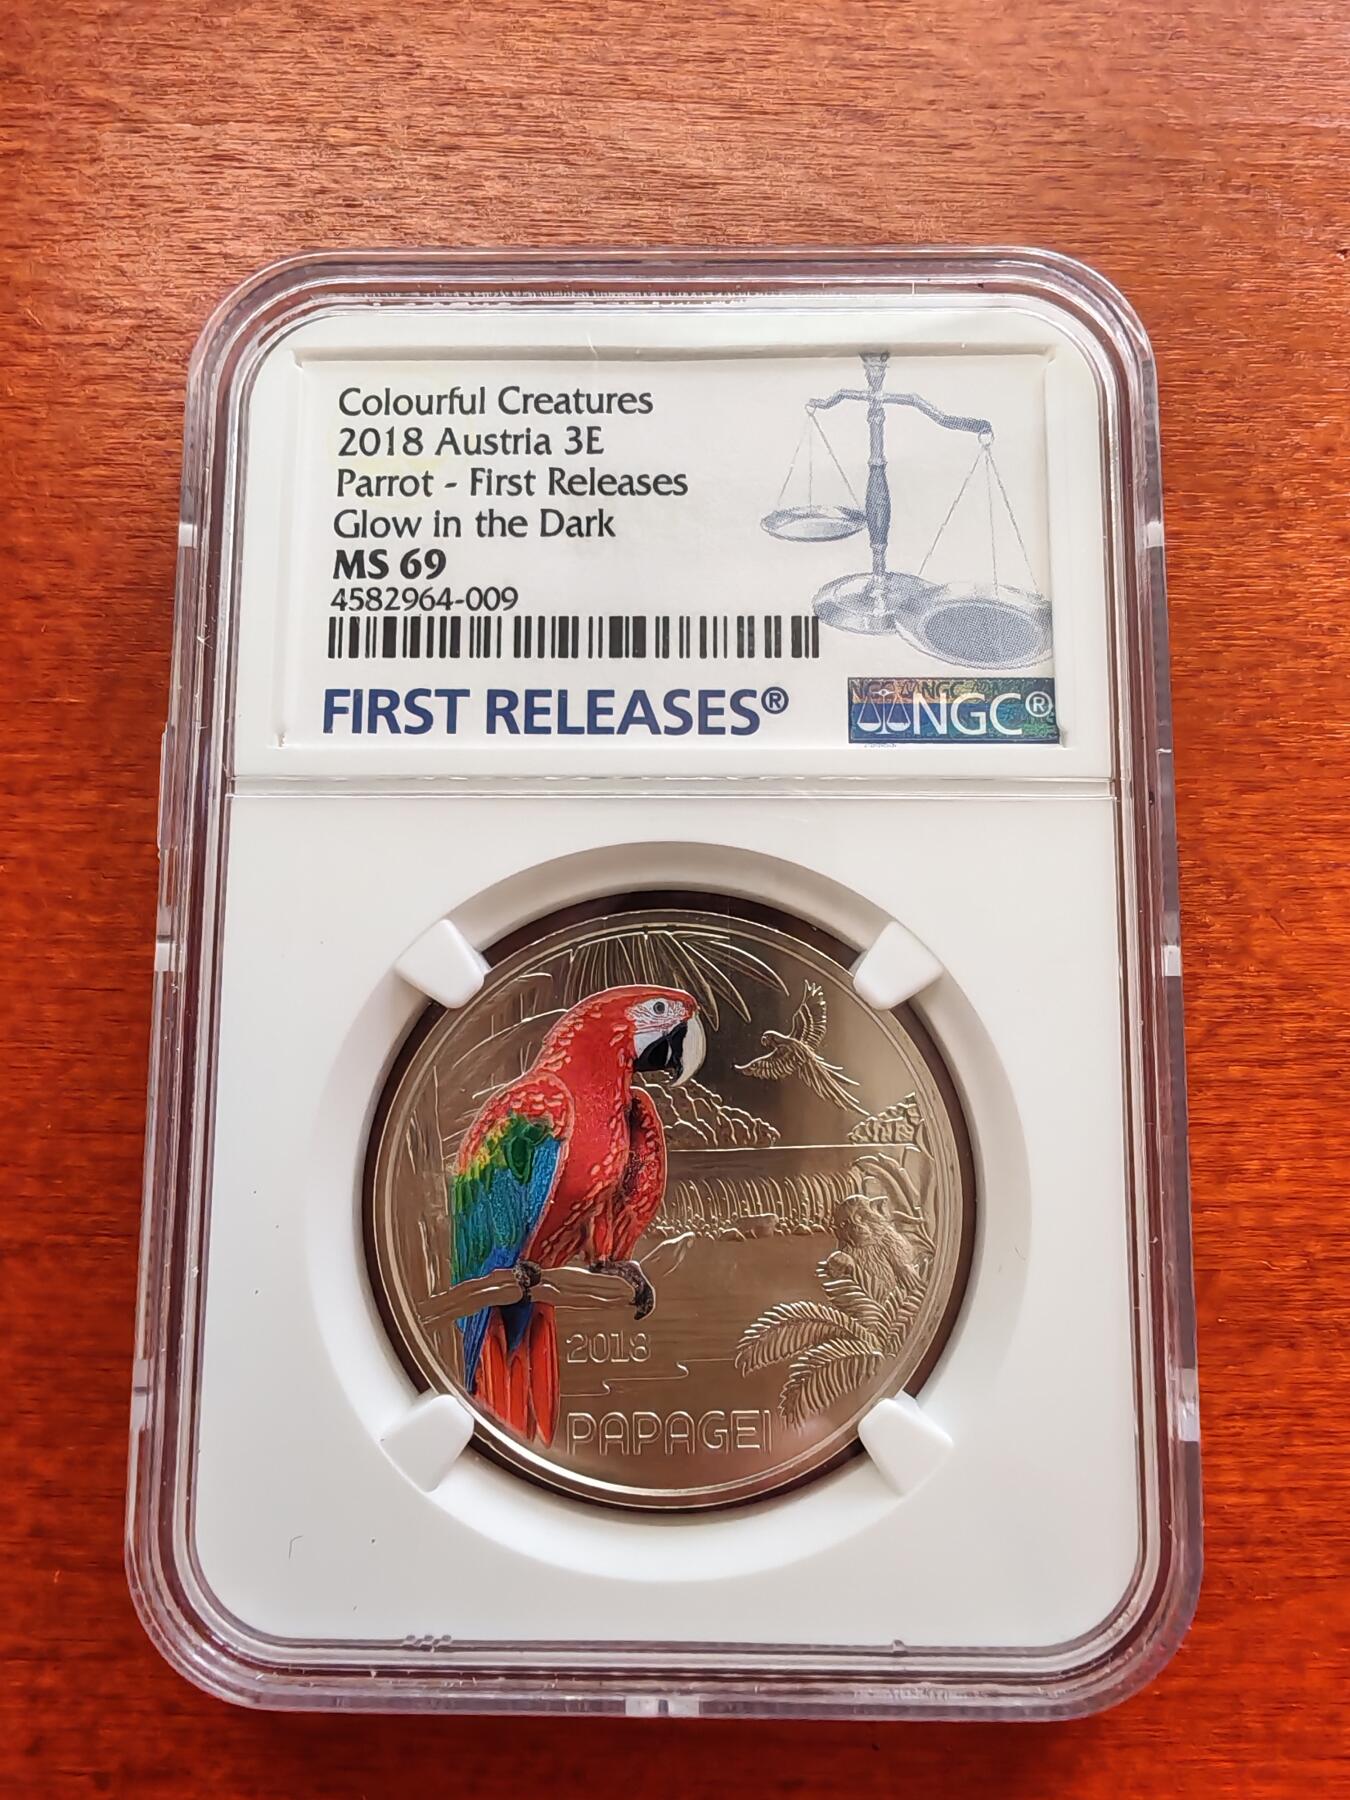 Colourful Creatures
2018 Austria 3E
Parrot - First Releases
Glow in the Dark
MS 69
4582964-009
FIRST RELEASES®
NGC®
2018
PAPAGEI